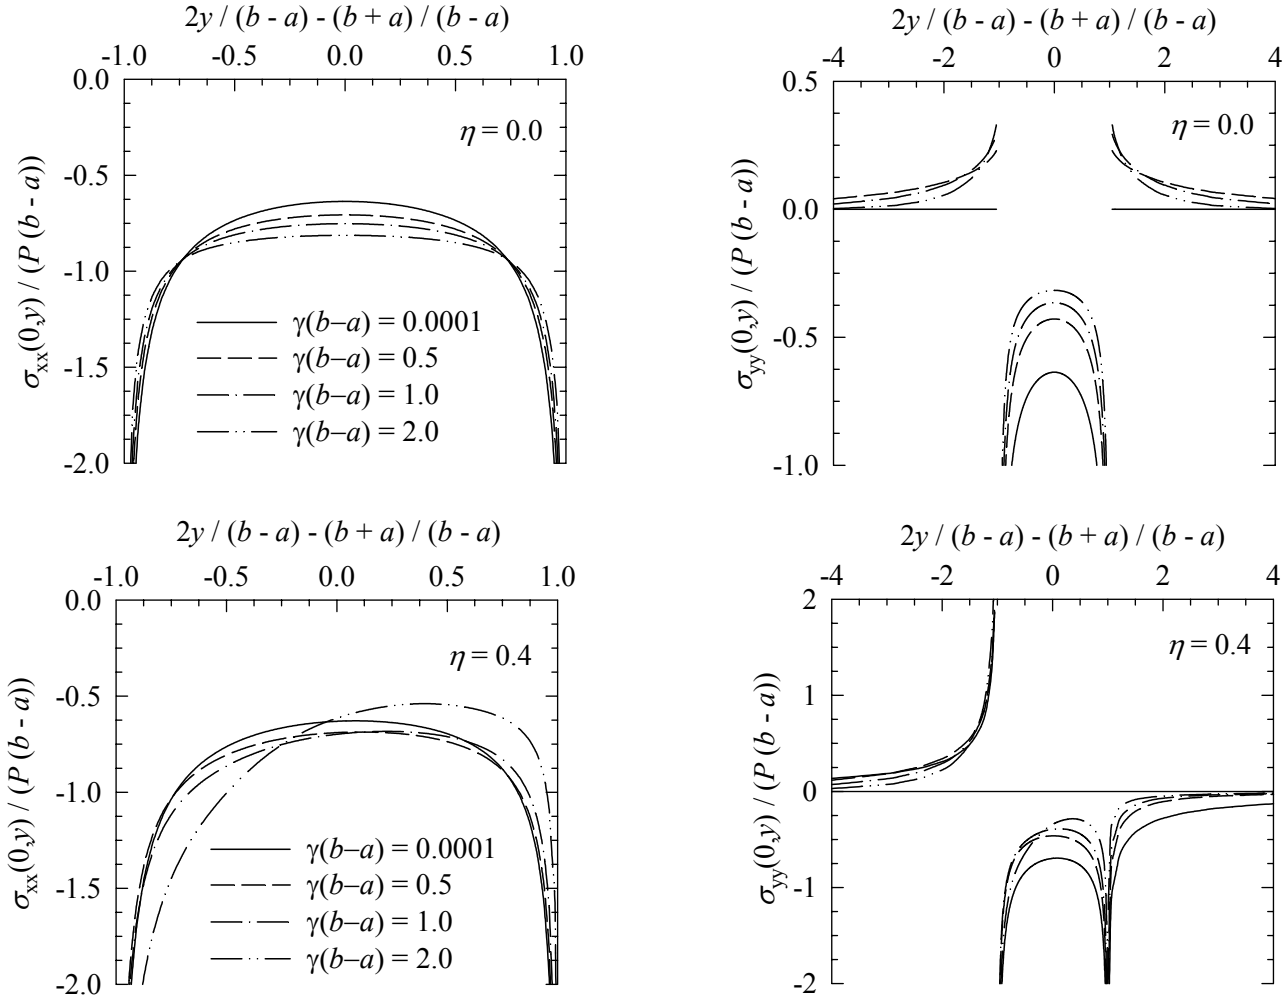 2y / (b - a) - (b + a) / (b - a)
-1.0 -0.5 0.0 0.5 1.0
0.0
-0.5
-1.0
-1.5
-2.0
σxx(0,y) / (P (b - a))
η = 0.0
γ(b–a) = 0.0001
γ(b–a) = 0.5
γ(b–a) = 1.0
γ(b–a) = 2.0
2y / (b - a) - (b + a) / (b - a)
-4 -2 0 2 4
0.5
0.0
-0.5
-1.0
σyy(0,y) / (P (b - a))
η = 0.0
2y / (b - a) - (b + a) / (b - a)
-1.0 -0.5 0.0 0.5 1.0
0.0
-0.5
-1.0
-1.5
-2.0
σxx(0,y) / (P (b - a))
η = 0.4
γ(b–a) = 0.0001
γ(b–a) = 0.5
γ(b–a) = 1.0
γ(b–a) = 2.0
2y / (b - a) - (b + a) / (b - a)
-4 -2 0 2 4
2
1
0
-1
-2
σyy(0,y) / (P (b - a))
η = 0.4